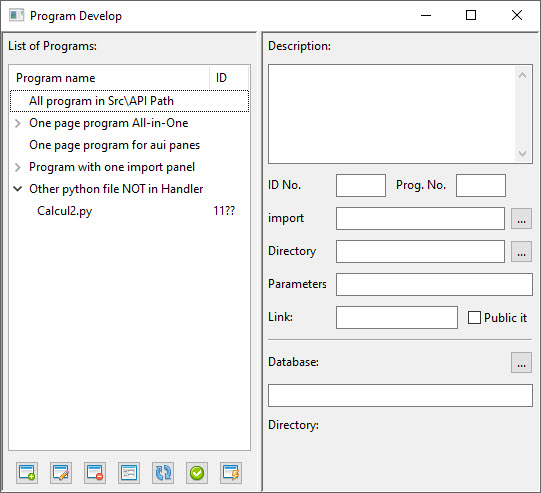 Program Develop
List of Programs:
Program name ID
All program in Src\API Path
One page program All-in-One
One page program for aui panes
Program with one import panel
Other python file NOT in Handler
Calcul2.py 11??
Description:
ID No. Prog. No.
import ...
Directory ...
Parameters
Link: Public it
Database: ...
Directory: